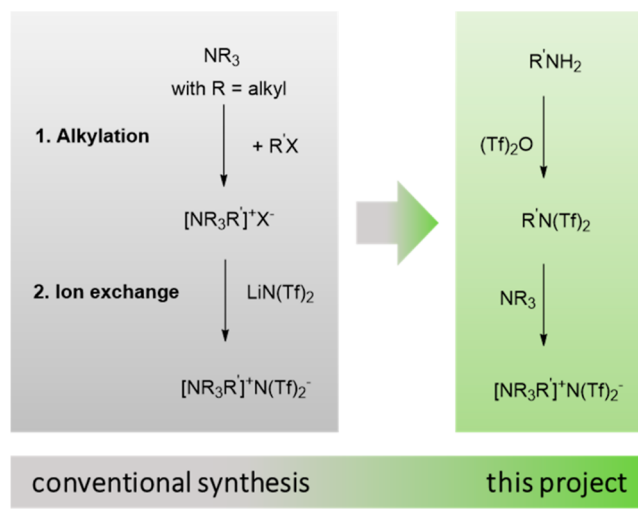 NR₃
with R = alkyl
1. Alkylation
+ R'X
[NR₃R']⁺X⁻
2. Ion exchange
LiN(Tf)₂
[NR₃R']⁺N(Tf)₂⁻
R'NH₂
(Tf)₂O
R'N(Tf)₂
NR₃
[NR₃R']⁺N(Tf)₂⁻
conventional synthesis
this project